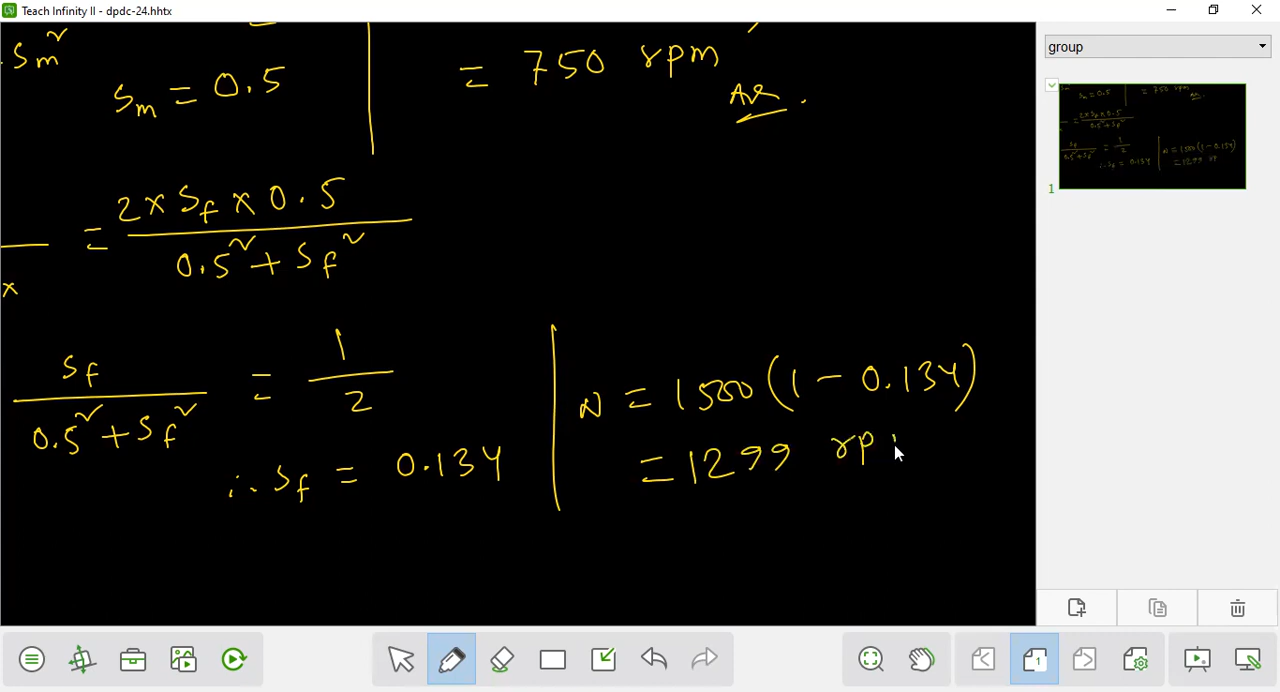 Teach Infinity II - dpdc-24.hhtx
group
Sm²
Sm = 0.5
= 750 rpm
Ans.
= 2 × Sf × 0.5 / 0.5² + Sf²
x
Sf / 0.5² + Sf² = 1/2
∴ Sf = 0.134
N = 1500 (1 - 0.134)
= 1299 rp
1
1